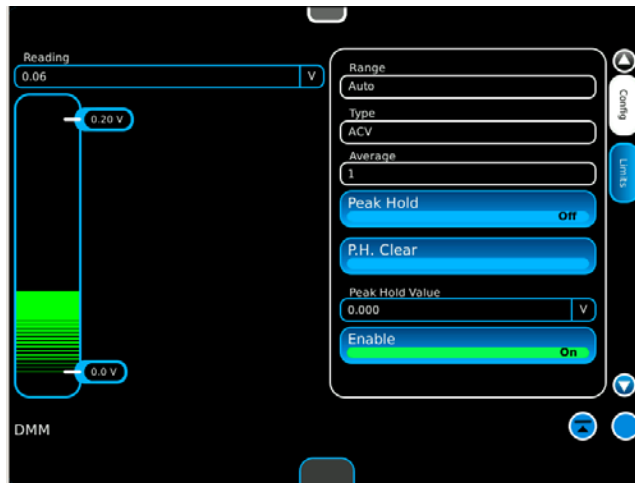 Reading
0.06 V
0.20 V
0.0 V
DMM
Range
Auto
Type
ACV
Average
1
Peak Hold
Off
P.H. Clear
Peak Hold Value
0.000 V
Enable
On
Config
Limits